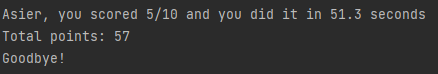 Asier, you scored 5/10 and you did it in 51.3 seconds
Total points: 57
Goodbye!